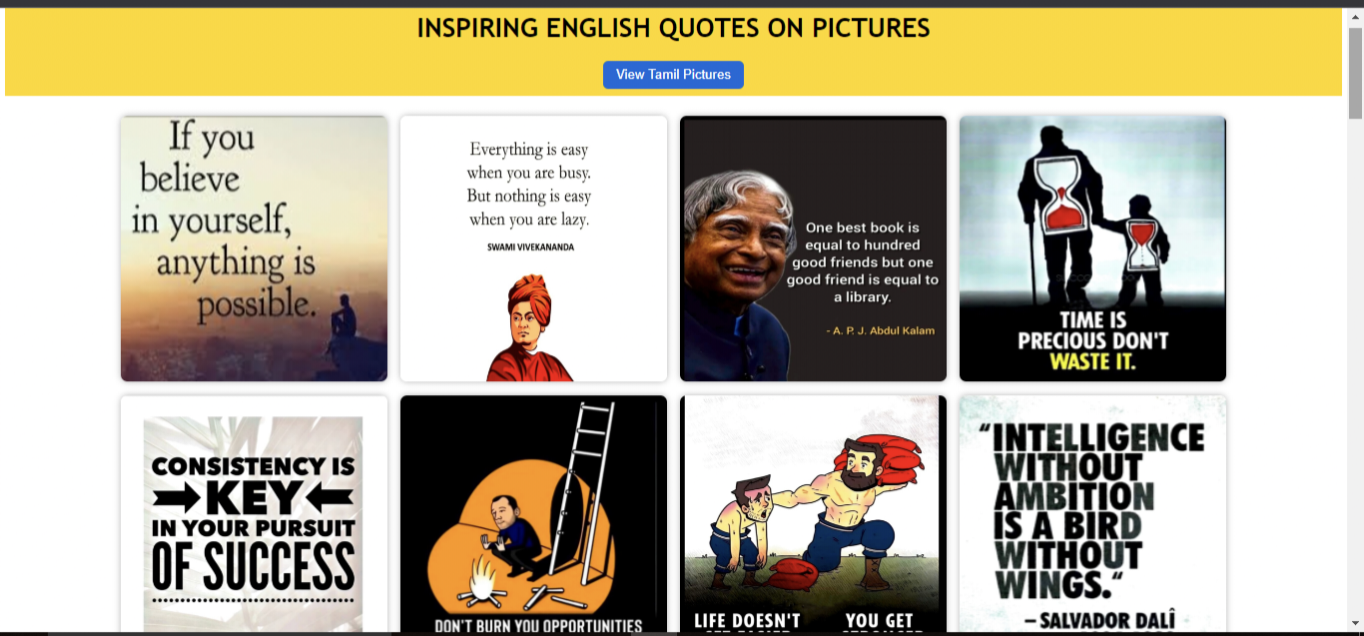 INSPIRING ENGLISH QUOTES ON PICTURES
View Tamil Pictures
If you
believe
in yourself,
anything is
possible.
Everything is easy
when you are busy.
But nothing is easy
when you are lazy.
SWAMI VIVEKANANDA
One best book is
equal to hundred
good friends but one
good friend is equal to
a library.
- A. P. J. Abdul Kalam
TIME IS
PRECIOUS DON'T
WASTE IT.
CONSISTENCY IS
KEY
IN YOUR PURSUIT
OF SUCCESS
DON'T BURN YOU OPPORTUNITIES
LIFE DOESN'T
YOU GET
“INTELLIGENCE
WITHOUT
AMBITION
IS A BIRD
WITHOUT
WINGS.“
– SALVADOR DALÎ